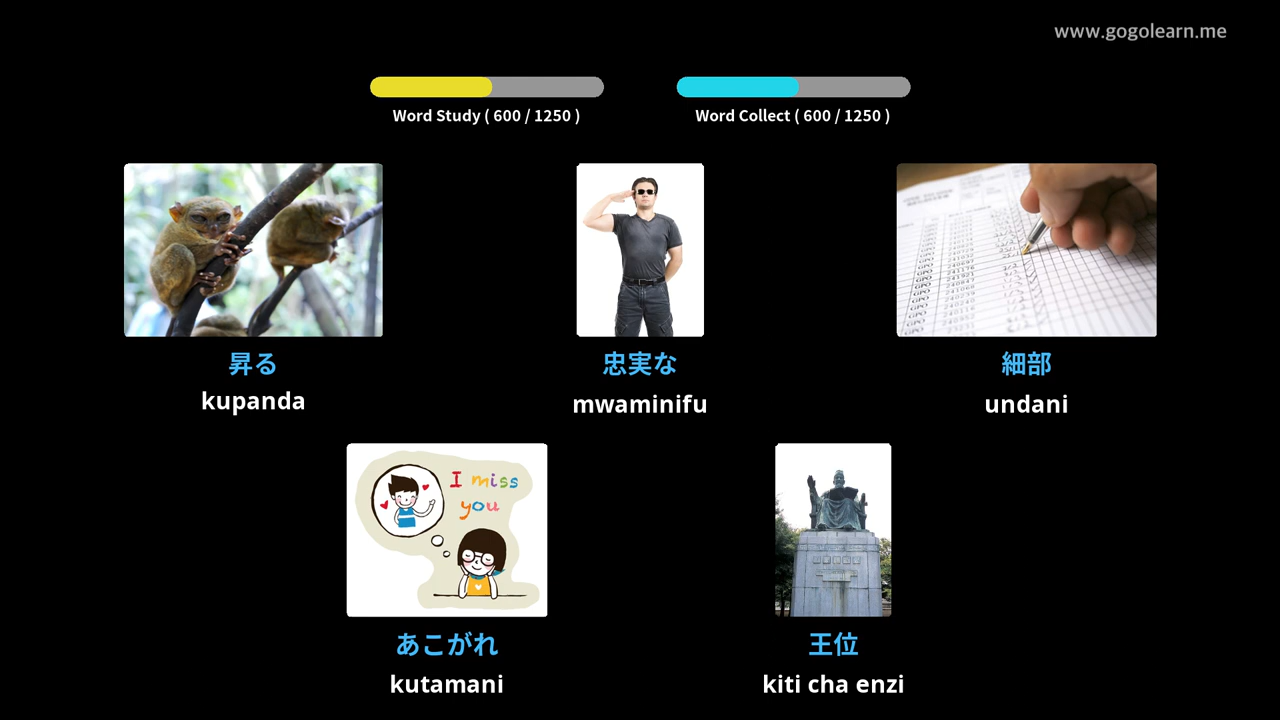 www.gogolearn.me
Word Study ( 600 / 1250 )
Word Collect ( 600 / 1250 )
昇る
kupanda
忠実な
mwaminifu
細部
undani
I miss
you
あこがれ
kutamani
王位
kiti cha enzi